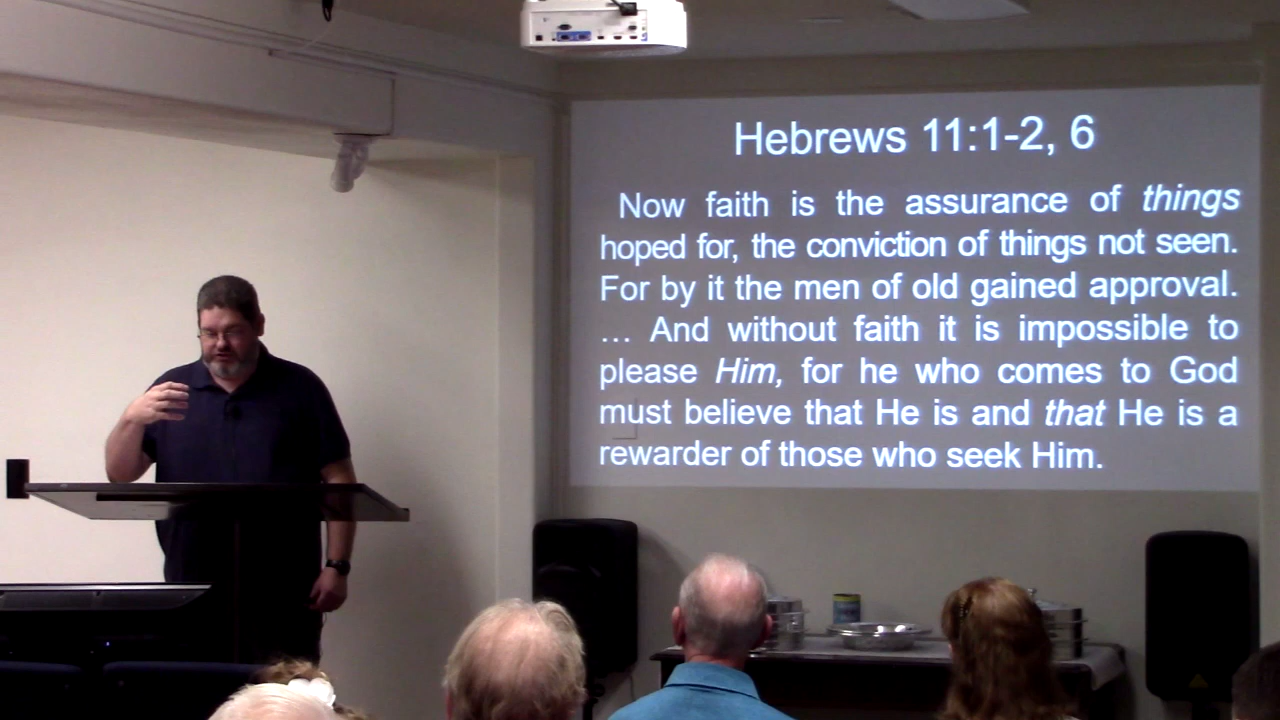 Hebrews 11:1-2, 6
Now faith is the assurance of things
hoped for, the conviction of things not seen.
For by it the men of old gained approval.
… And without faith it is impossible to
please Him, for he who comes to God
must believe that He is and that He is a
rewarder of those who seek Him.